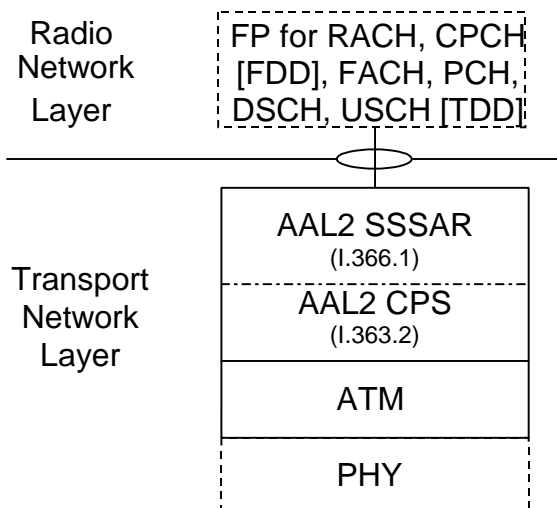 Radio
Network
Layer
FP for RACH, CPCH
[FDD], FACH, PCH,
DSCH, USCH [TDD]
Transport
Network
Layer
AAL2 SSSAR
(I.366.1)
AAL2 CPS
(I.363.2)
ATM
PHY